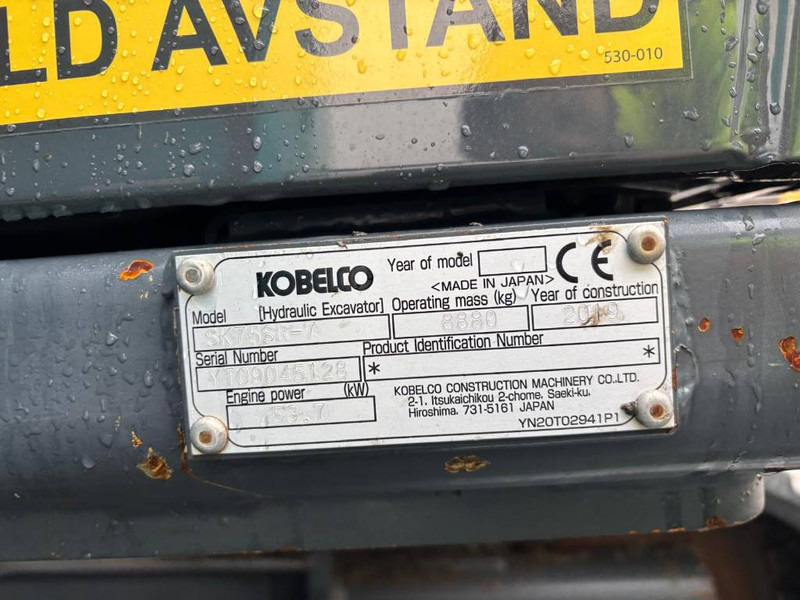 LD AVSTAND
530-010
KOBELCO
Year of model
<MADE IN JAPAN>
CE
Model [Hydraulic Excavator]
Operating mass (kg)
Year of construction
8880
2019
Serial Number
Product Identification Number
YT09045128
* *
Engine power (kW)
KOBELCO CONSTRUCTION MACHINERY CO.,LTD.
2-1, Itsukaichikou 2-chome, Saeki-ku,
Hiroshima, 731-5161 JAPAN
YN20T02941P1